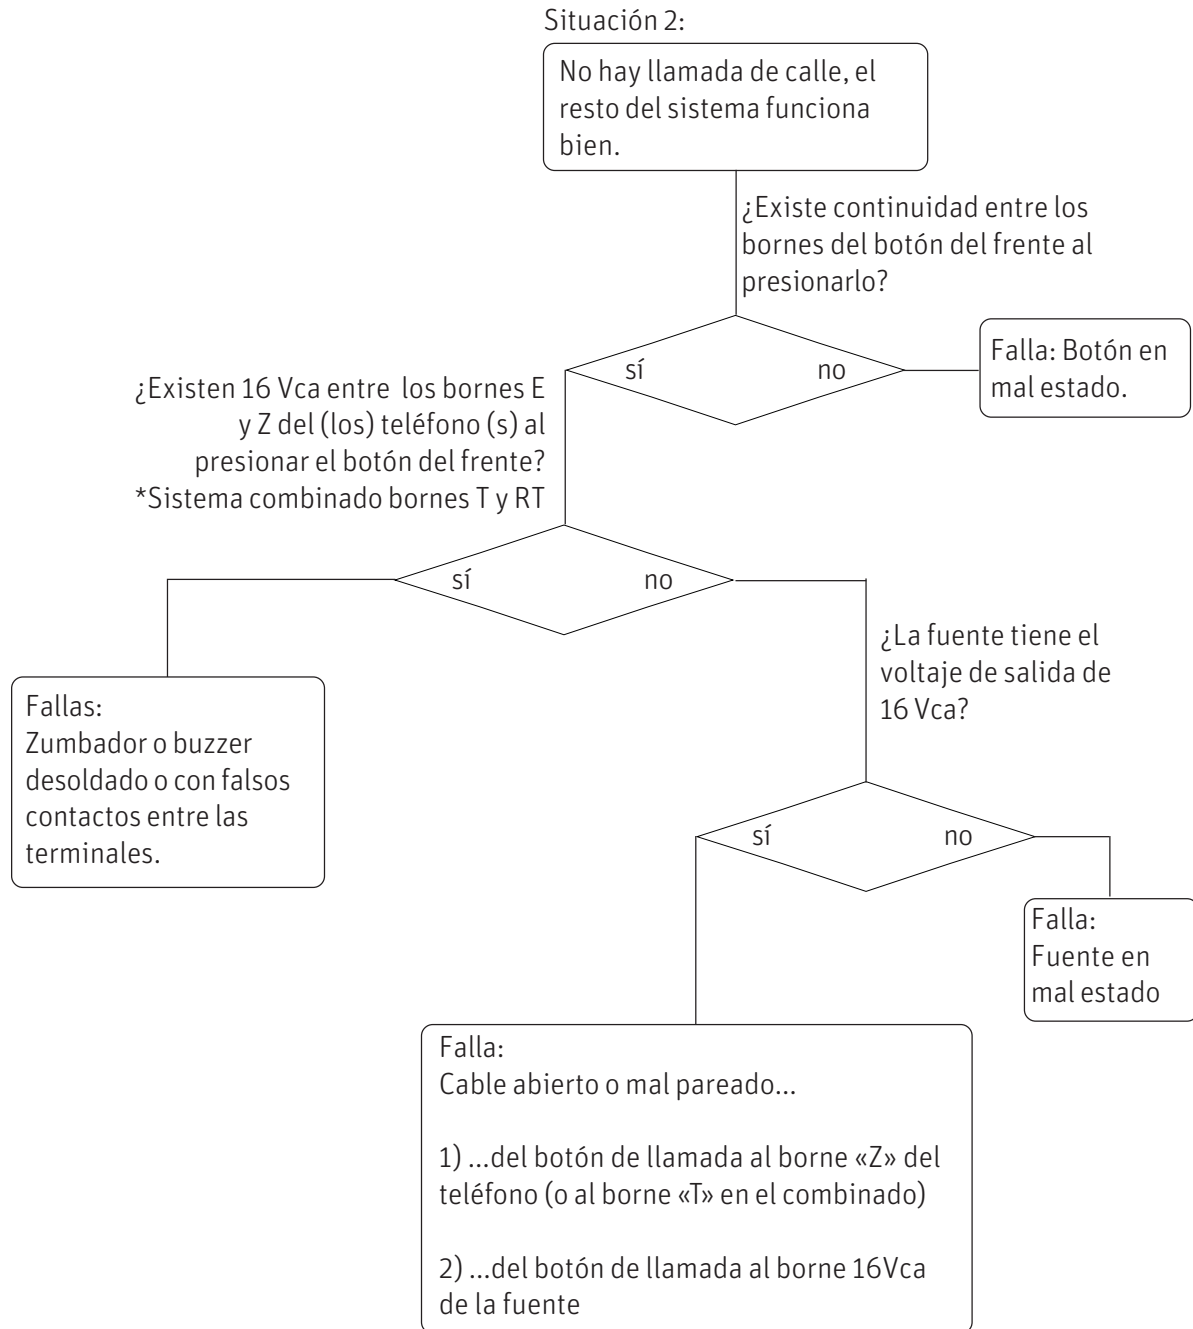 Situación 2:
No hay llamada de calle, el
resto del sistema funciona
bien.
¿Existe continuidad entre los
bornes del botón del frente al
presionarlo?
sí
no
Falla: Botón en
mal estado.
¿Existen 16 Vca entre los bornes E
y Z del (los) teléfono (s) al
presionar el botón del frente?
*Sistema combinado bornes T y RT
sí
no
Fallas:
Zumbador o buzzer
desoldado o con falsos
contactos entre las
terminales.
¿La fuente tiene el
voltaje de salida de
16 Vca?
sí
no
Falla:
Fuente en
mal estado
Falla:
Cable abierto o mal pareado...
1) ...del botón de llamada al borne «Z» del
teléfono (o al borne «T» en el combinado)
2) ...del botón de llamada al borne 16Vca
de la fuente